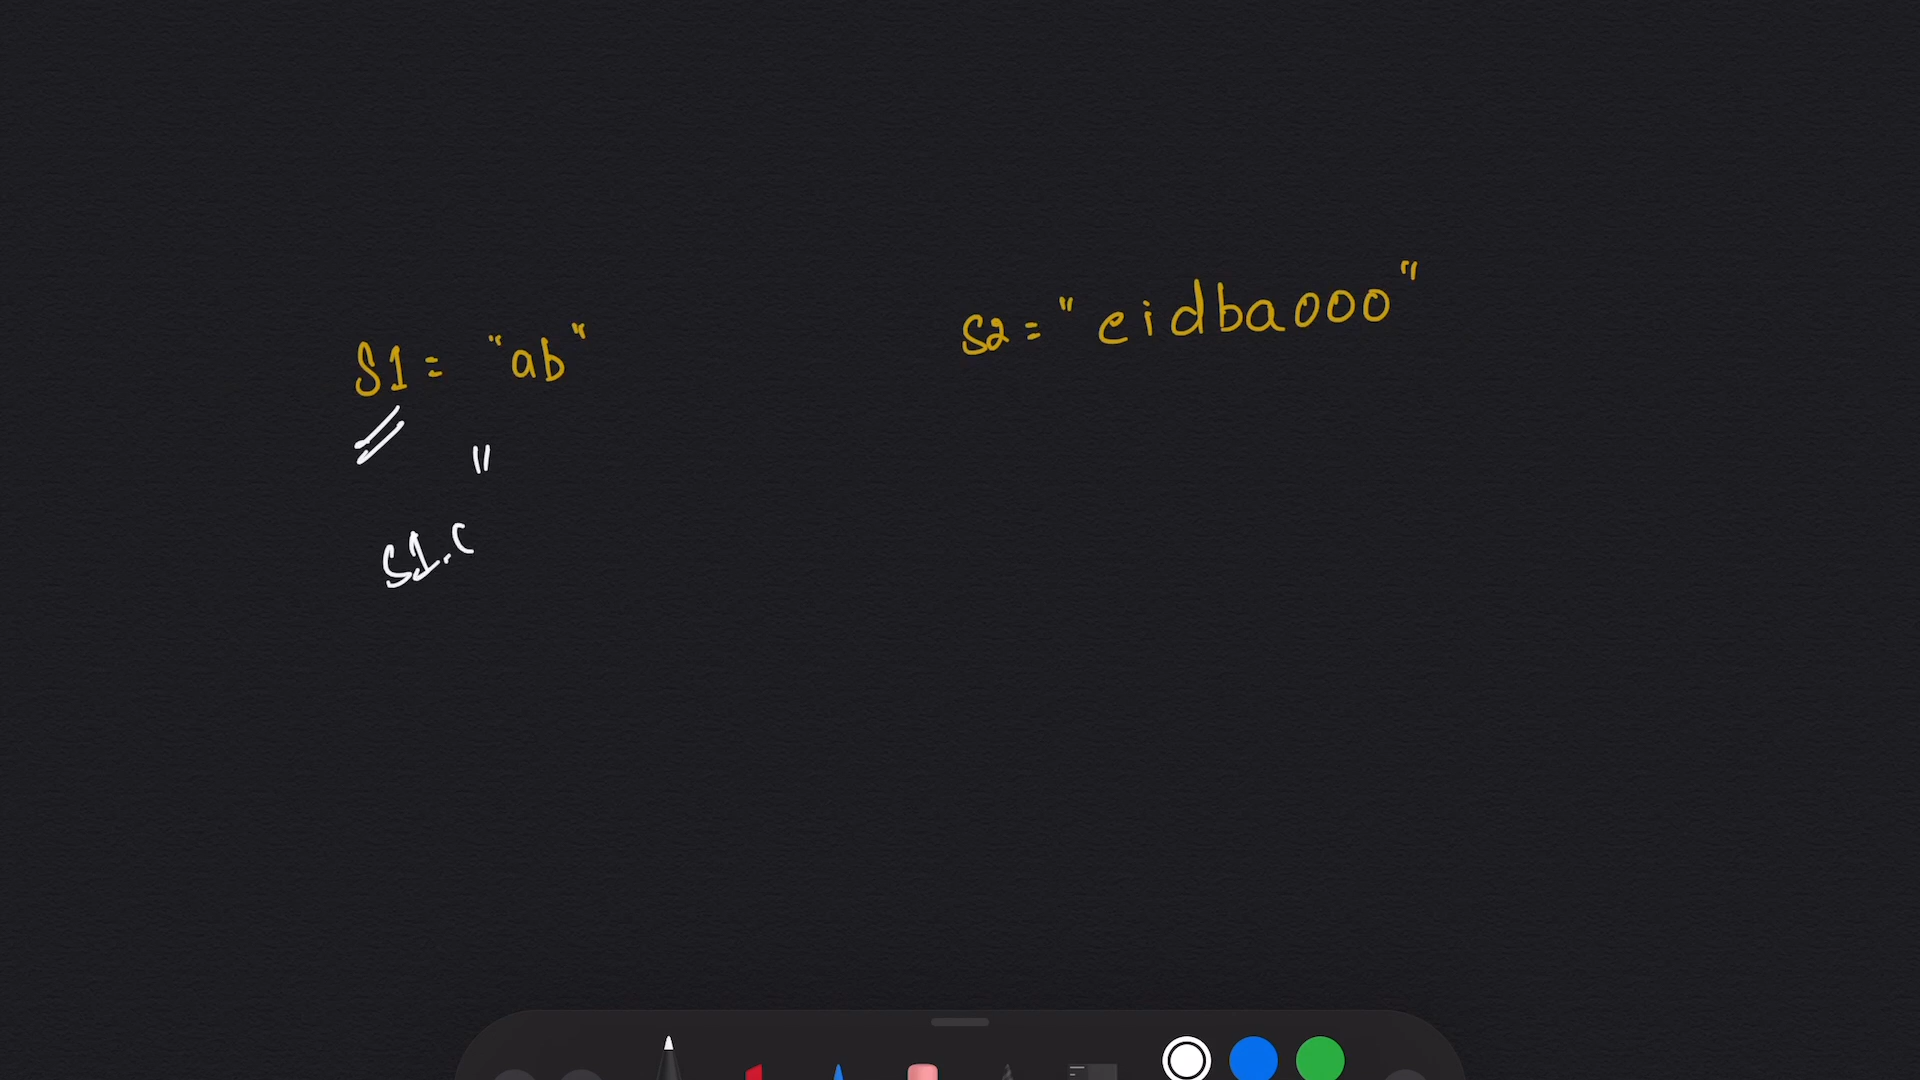 S1 = "ab"
S2 = "eidbaooo"
"
S1.c